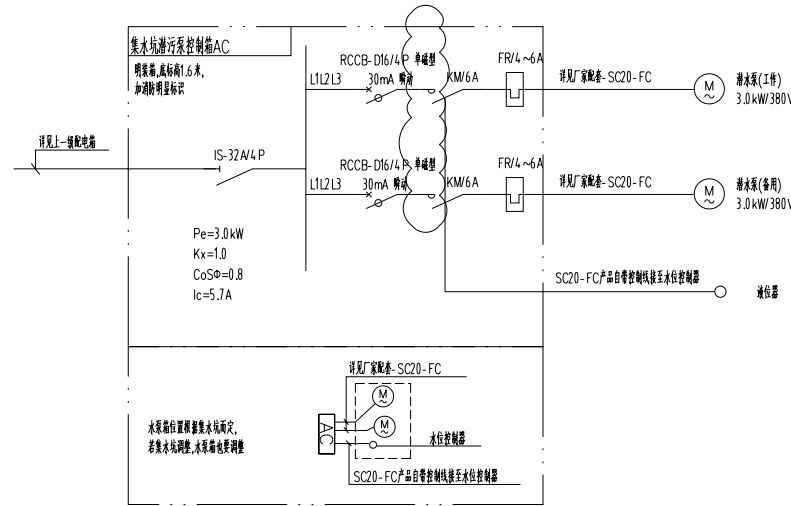 集水坑潜污泵控制箱AC
明装箱,底标高1.6米,
加消防明显标识
详见上一级配电箱
IS-32A/4P
L1L2L3
RCCB-D16/4P 单磁型
30mA 瞬动
KM/6A
FR/4~6A
详见厂家配套-SC20-FC
M
~
潜水泵(工作)
3.0kW/380V
L1L2L3
RCCB-D16/4P 单磁型
30mA 瞬动
KM/6A
FR/4~6A
详见厂家配套-SC20-FC
M
~
潜水泵(备用)
3.0kW/380V
Pe=3.0kW
Kx=1.0
CoSΦ=0.8
Ic=5.7A
SC20-FC产品自带控制线接至水位控制器
液位器
详见厂家配套-SC20-FC
水泵箱位置根据集水坑而定,
若集水坑调整,水泵箱也要调整
AC
M
~
M
~
水位控制器
SC20-FC产品自带控制线接至水位控制器